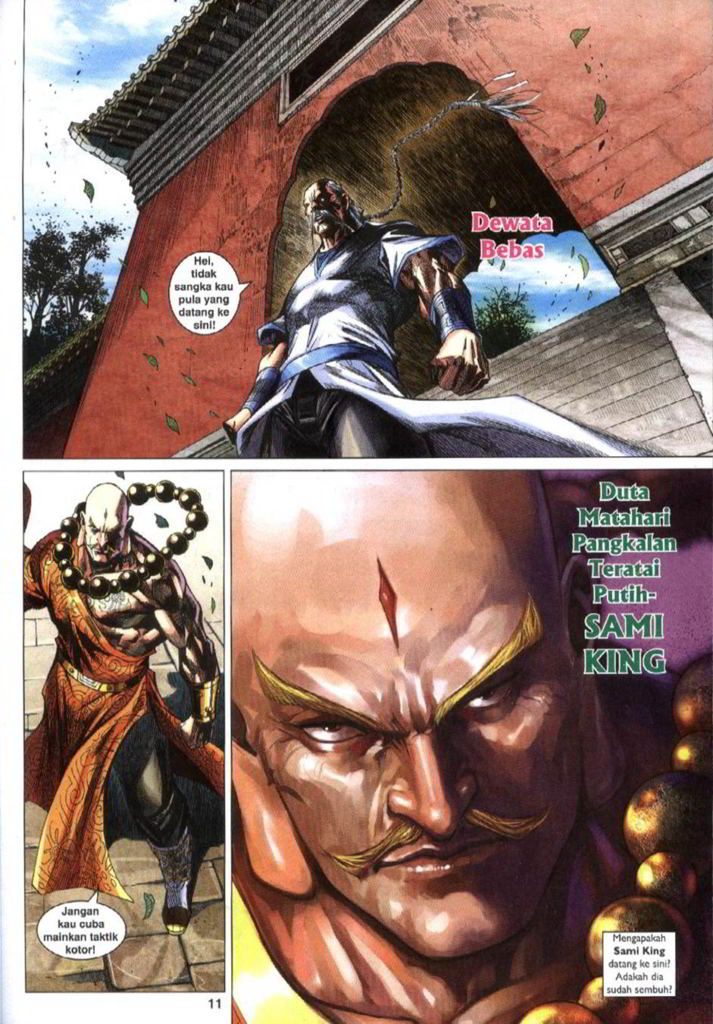 Dewata
Bebas
Hei,
tidak
sangka kau
pula yang
datang ke
sini!
Duta
Matahari
Pangkalan
Teratai
Putih-
SAMI
KING
Jangan
kau cuba
mainkan taktik
kotor!
Mengapakah
Sami King
datang ke sini?
Adakah dia
sudah sembuh?
11